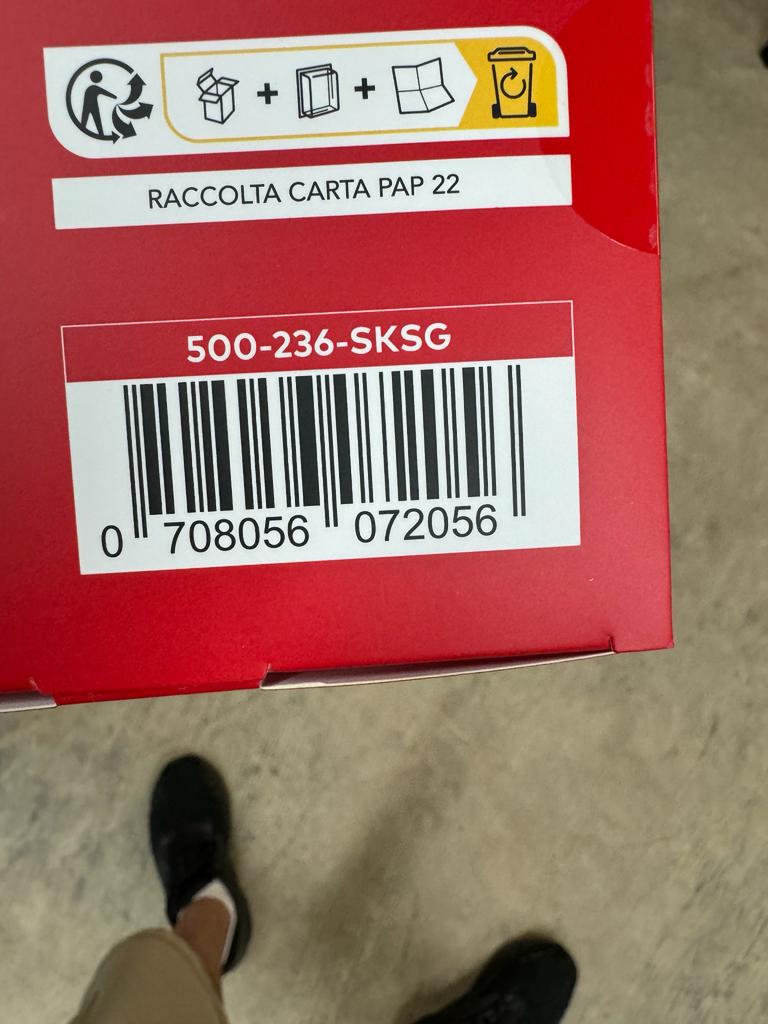 RACCOLTA CARTA PAP 22
500-236-SKSG
0 708056 072056